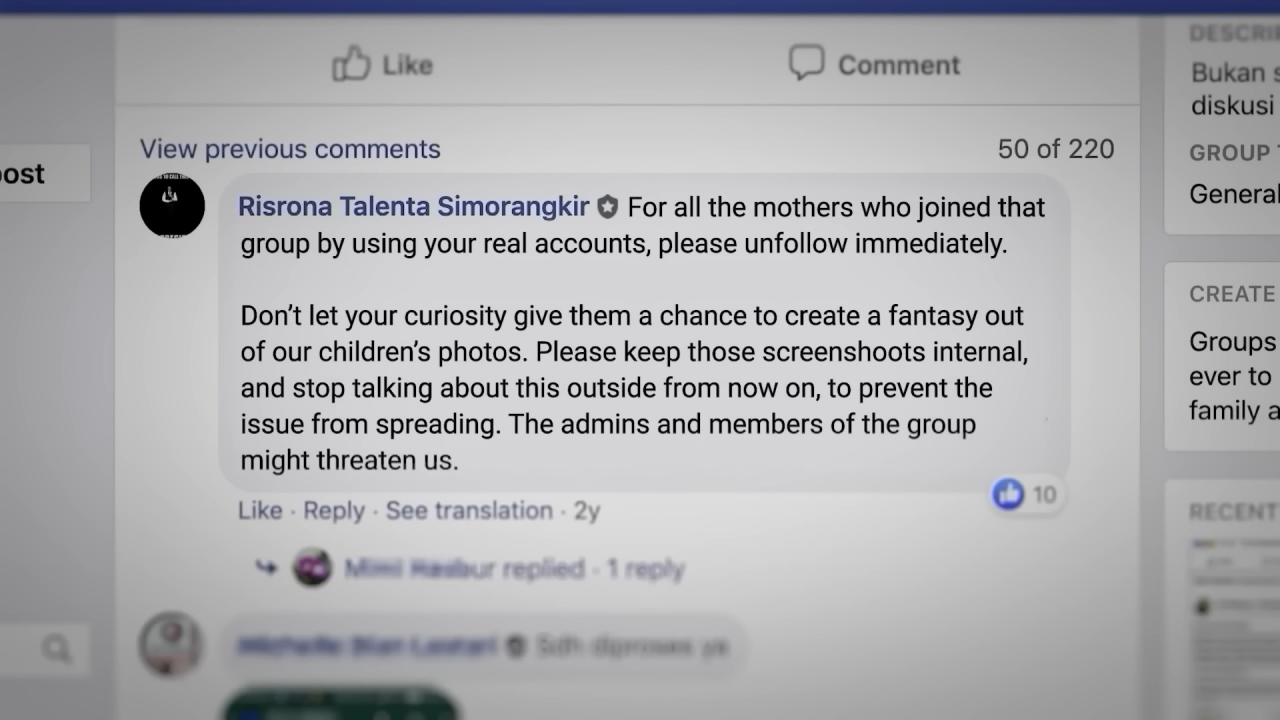 Like
Comment
DESCRI
Bukan s
diskusi
ost
View previous comments
50 of 220
GROUP
General
Risrona Talenta Simorangkir For all the mothers who joined that
group by using your real accounts, please unfollow immediately.
Don't let your curiosity give them a chance to create a fantasy out
of our children's photos. Please keep those screenshoots internal,
and stop talking about this outside from now on, to prevent the
issue from spreading. The admins and members of the group
might threaten us.
10
Like · Reply · See translation · 2y
replied · 1 reply
Sdh diproses ya
CREATE
Groups
ever to
family a
RECENT